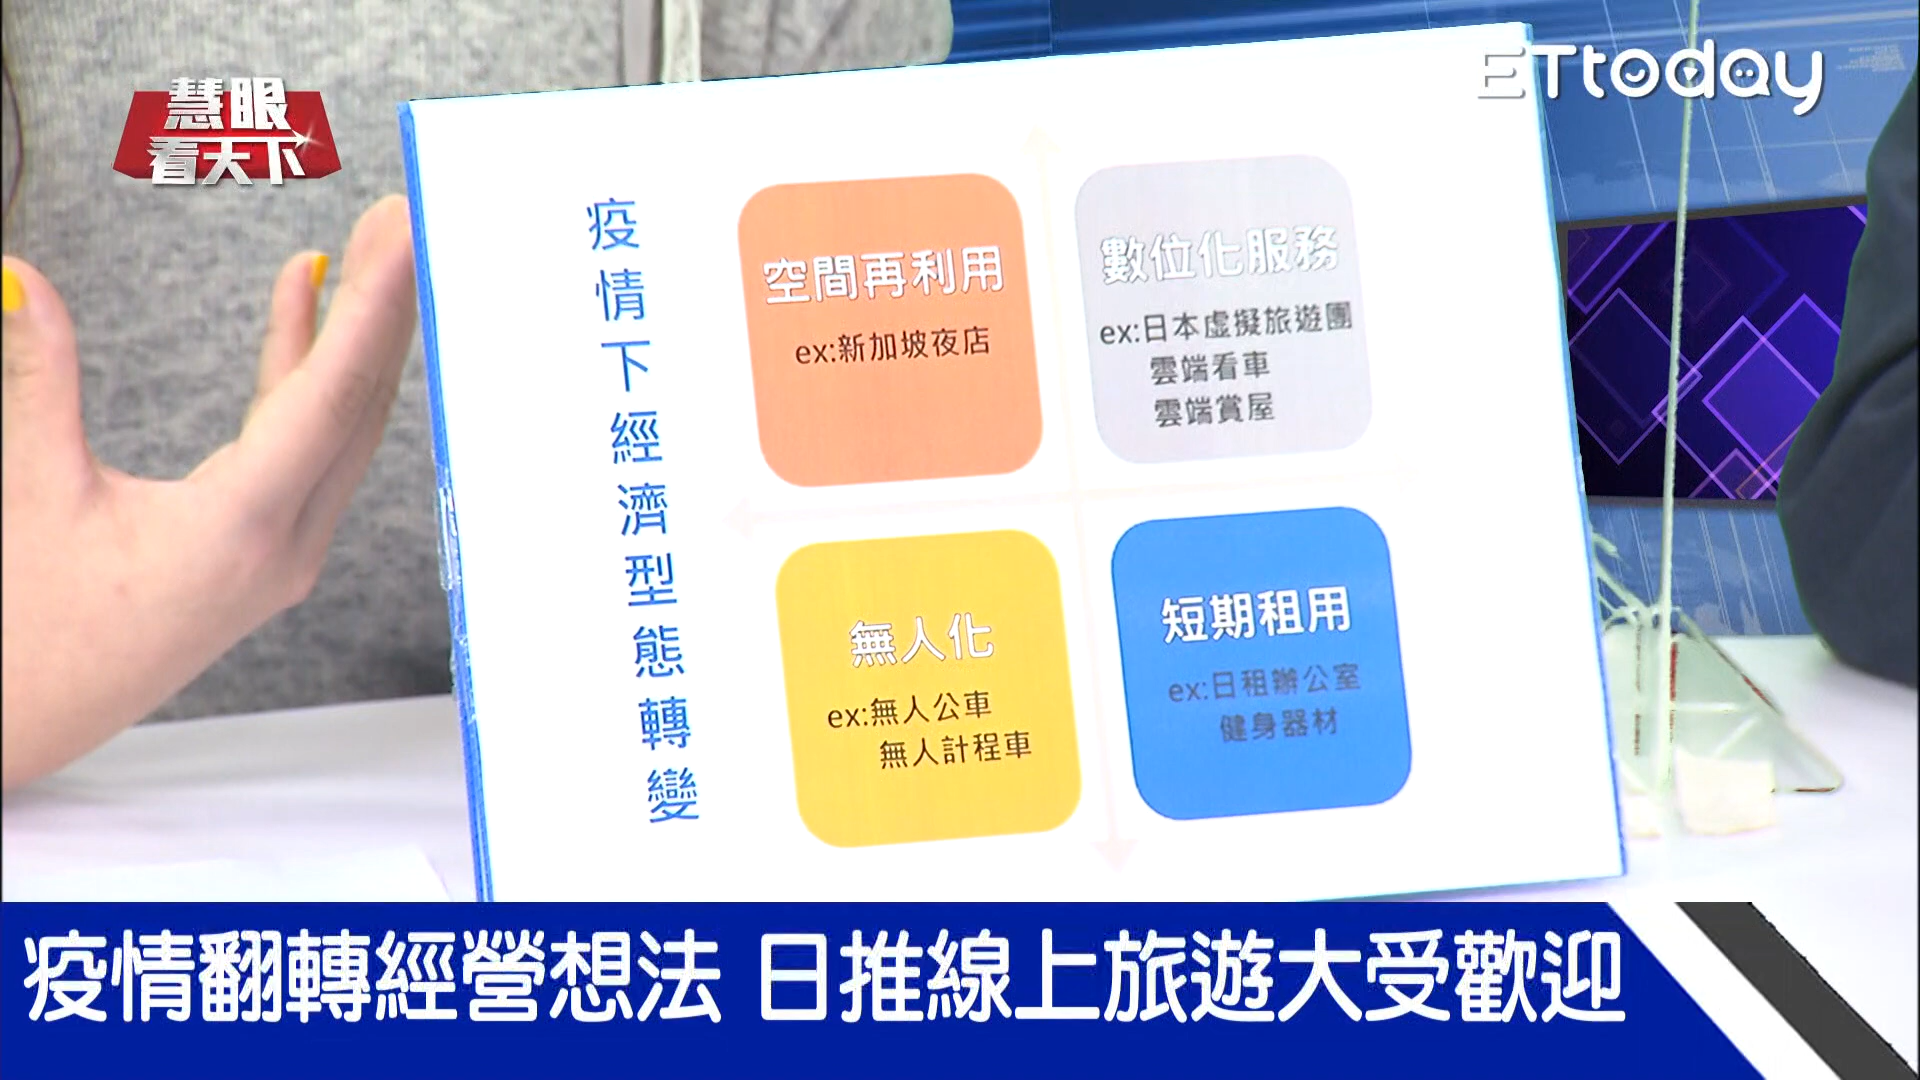 慧眼
看天下
ETtoday
疫情下經濟型態轉變
空間再利用
ex:新加坡夜店
數位化服務
ex:日本虛擬旅遊團
雲端看車
雲端賞屋
無人化
ex:無人公車
無人計程車
短期租用
ex:日租辦公室
健身器材
疫情翻轉經營想法 日推線上旅遊大受歡迎